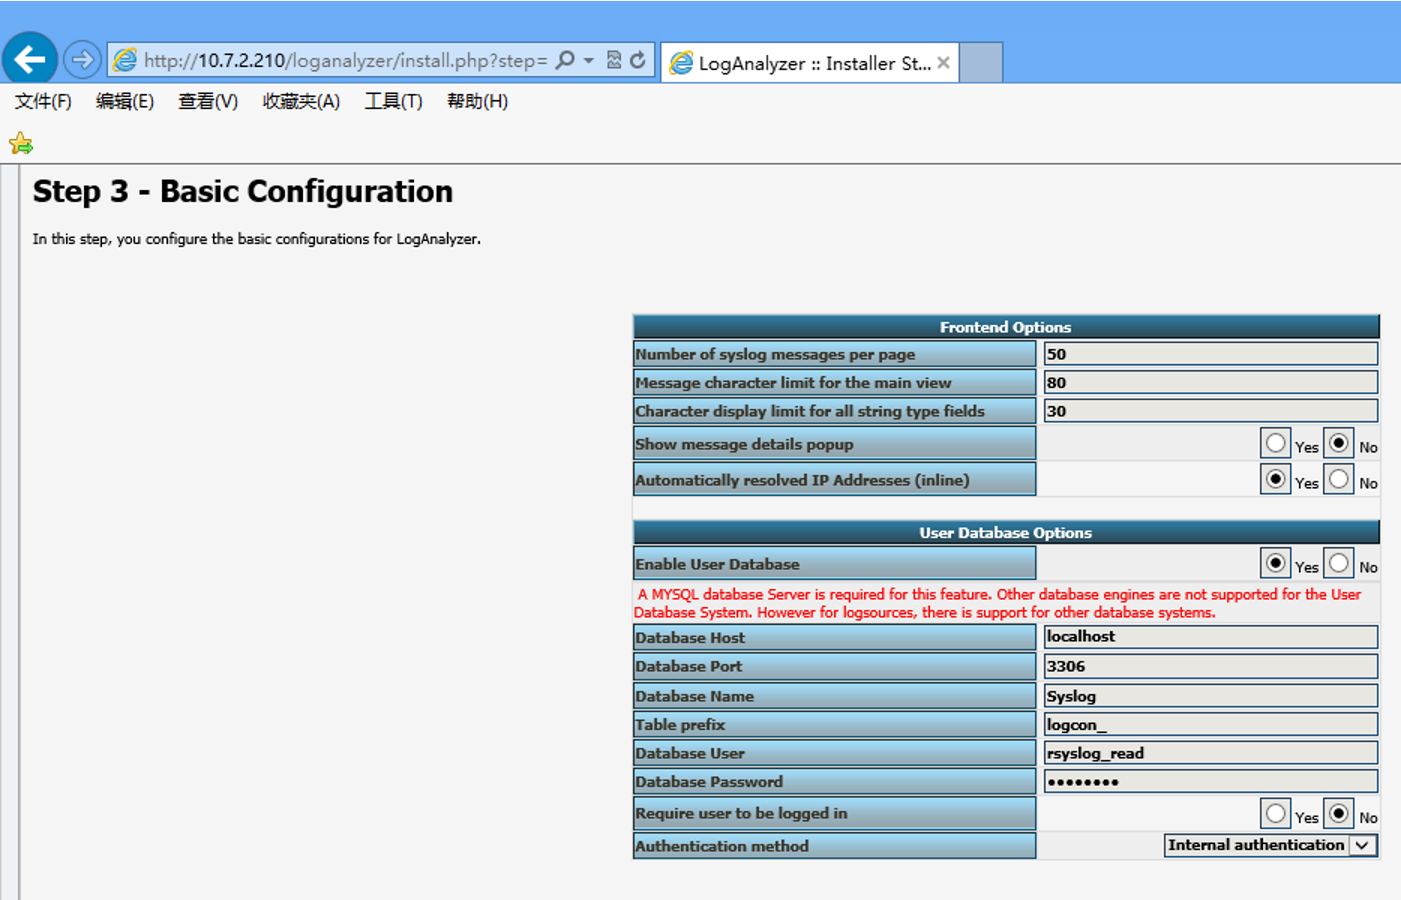 http://10.7.2.210/loganalyzer/install.php?step=
LogAnalyzer :: Installer St...
文件(F) 编辑(E) 查看(V) 收藏夹(A) 工具(T) 帮助(H)
Step 3 - Basic Configuration
In this step, you configure the basic configurations for LogAnalyzer.
Frontend Options
Number of syslog messages per page 50
Message character limit for the main view 80
Character display limit for all string type fields 30
Show message details popup Yes No
Automatically resolved IP Addresses (inline) Yes No
User Database Options
Enable User Database Yes No
A MYSQL database Server is required for this feature. Other database engines are not supported for the User
Database System. However for logsources, there is support for other database systems.
Database Host localhost
Database Port 3306
Database Name Syslog
Table prefix logcon_
Database User rsyslog_read
Database Password ••••••••
Require user to be logged in Yes No
Authentication method Internal authentication